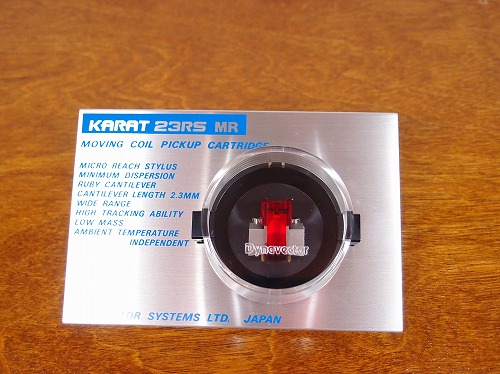 KARAT 23RS MR
MOVING COIL PICKUP CARTRIDGE
MICRO REACH STYLUS
MINIMUM DISPERSION
RUBY CANTILEVER
CANTILEVER LENGTH 2.3MM
WIDE RANGE
HIGH TRACKING ABILITY
LOW MASS
AMBIENT TEMPERATURE
INDEPENDENT
Dynavector
TOR SYSTEMS LTD. JAPAN